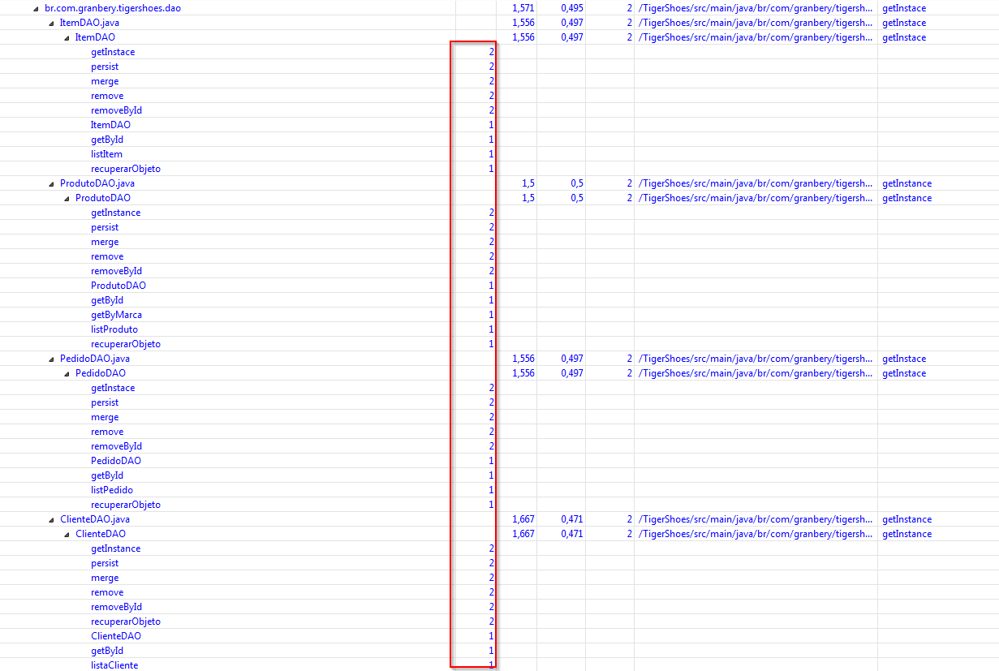 br.com.granbery.tigershoes.dao 1,571 0,495 2 /TigerShoes/src/main/java/br/com/granbery/tigersh... getInstace
ItemDAO.java 1,556 0,497 2 /TigerShoes/src/main/java/br/com/granbery/tigersh... getInstace
ItemDAO 1,556 0,497 2 /TigerShoes/src/main/java/br/com/granbery/tigersh... getInstace
getInstace 2
persist 2
merge 2
remove 2
removeById 2
ItemDAO 1
getById 1
listItem 1
recuperarObjeto 1
ProdutoDAO.java 1,5 0,5 2 /TigerShoes/src/main/java/br/com/granbery/tigersh... getInstance
ProdutoDAO 1,5 0,5 2 /TigerShoes/src/main/java/br/com/granbery/tigersh... getInstance
getInstance 2
persist 2
merge 2
remove 2
removeById 2
ProdutoDAO 1
getById 1
getByMarca 1
listProduto 1
recuperarObjeto 1
PedidoDAO.java 1,556 0,497 2 /TigerShoes/src/main/java/br/com/granbery/tigersh... getInstace
PedidoDAO 1,556 0,497 2 /TigerShoes/src/main/java/br/com/granbery/tigersh... getInstace
getInstace 2
persist 2
merge 2
remove 2
removeById 2
PedidoDAO 1
getById 1
listPedido 1
recuperarObjeto 1
ClienteDAO.java 1,667 0,471 2 /TigerShoes/src/main/java/br/com/granbery/tigersh... getInstance
ClienteDAO 1,667 0,471 2 /TigerShoes/src/main/java/br/com/granbery/tigersh... getInstance
getInstance 2
persist 2
merge 2
remove 2
removeById 2
recuperarObjeto 2
ClienteDAO 1
getById 1
listaCliente 1